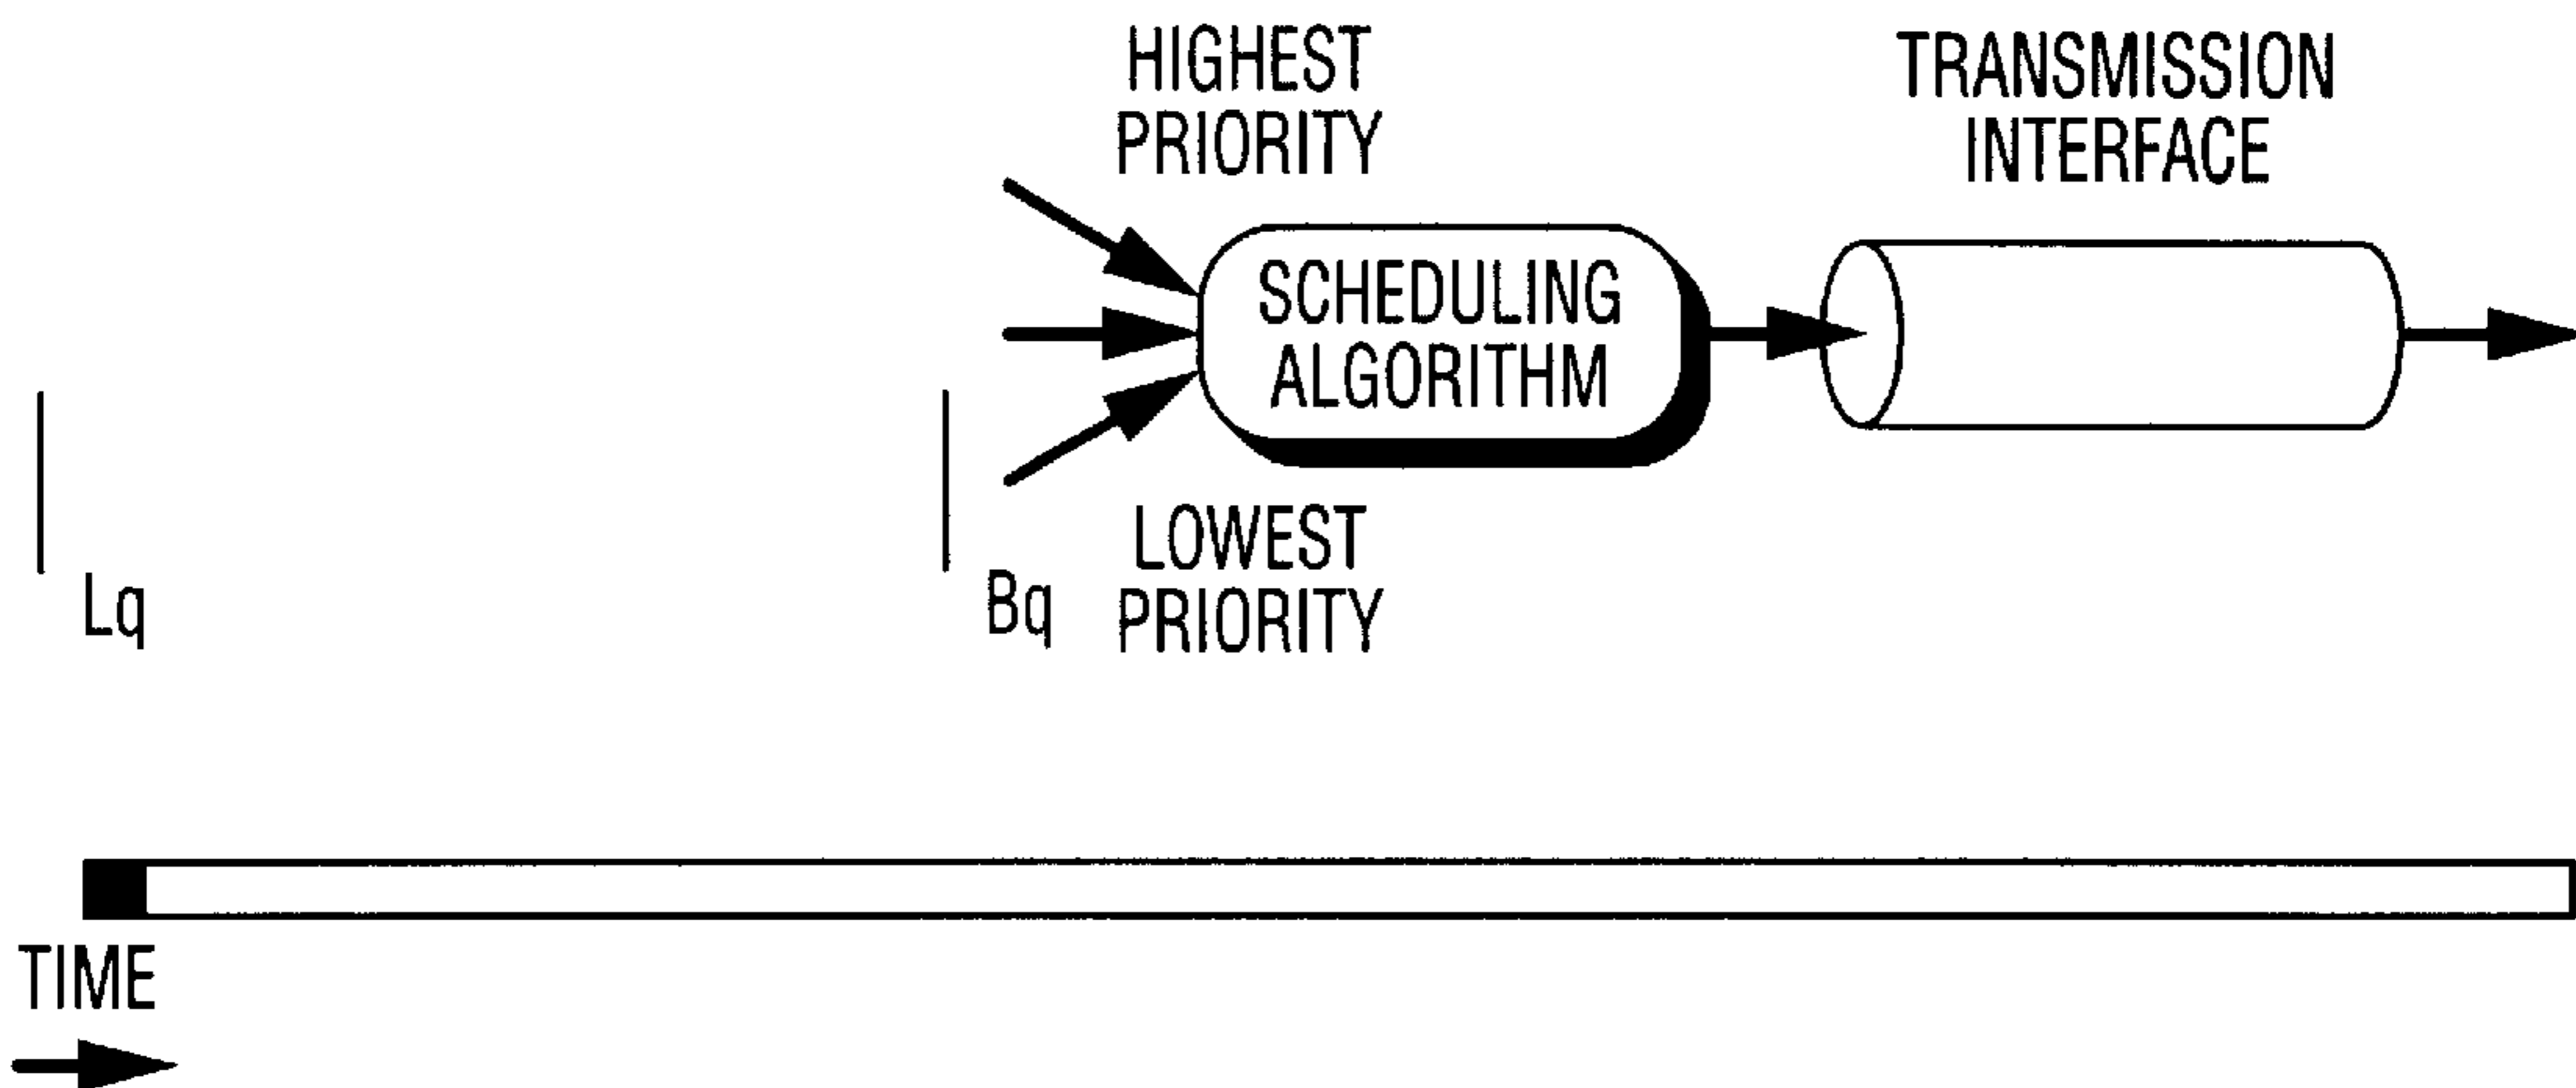 HIGHEST
PRIORITY
TRANSMISSION
INTERFACE
SCHEDULING
ALGORITHM
Lq
Bq
LOWEST
PRIORITY
TIME